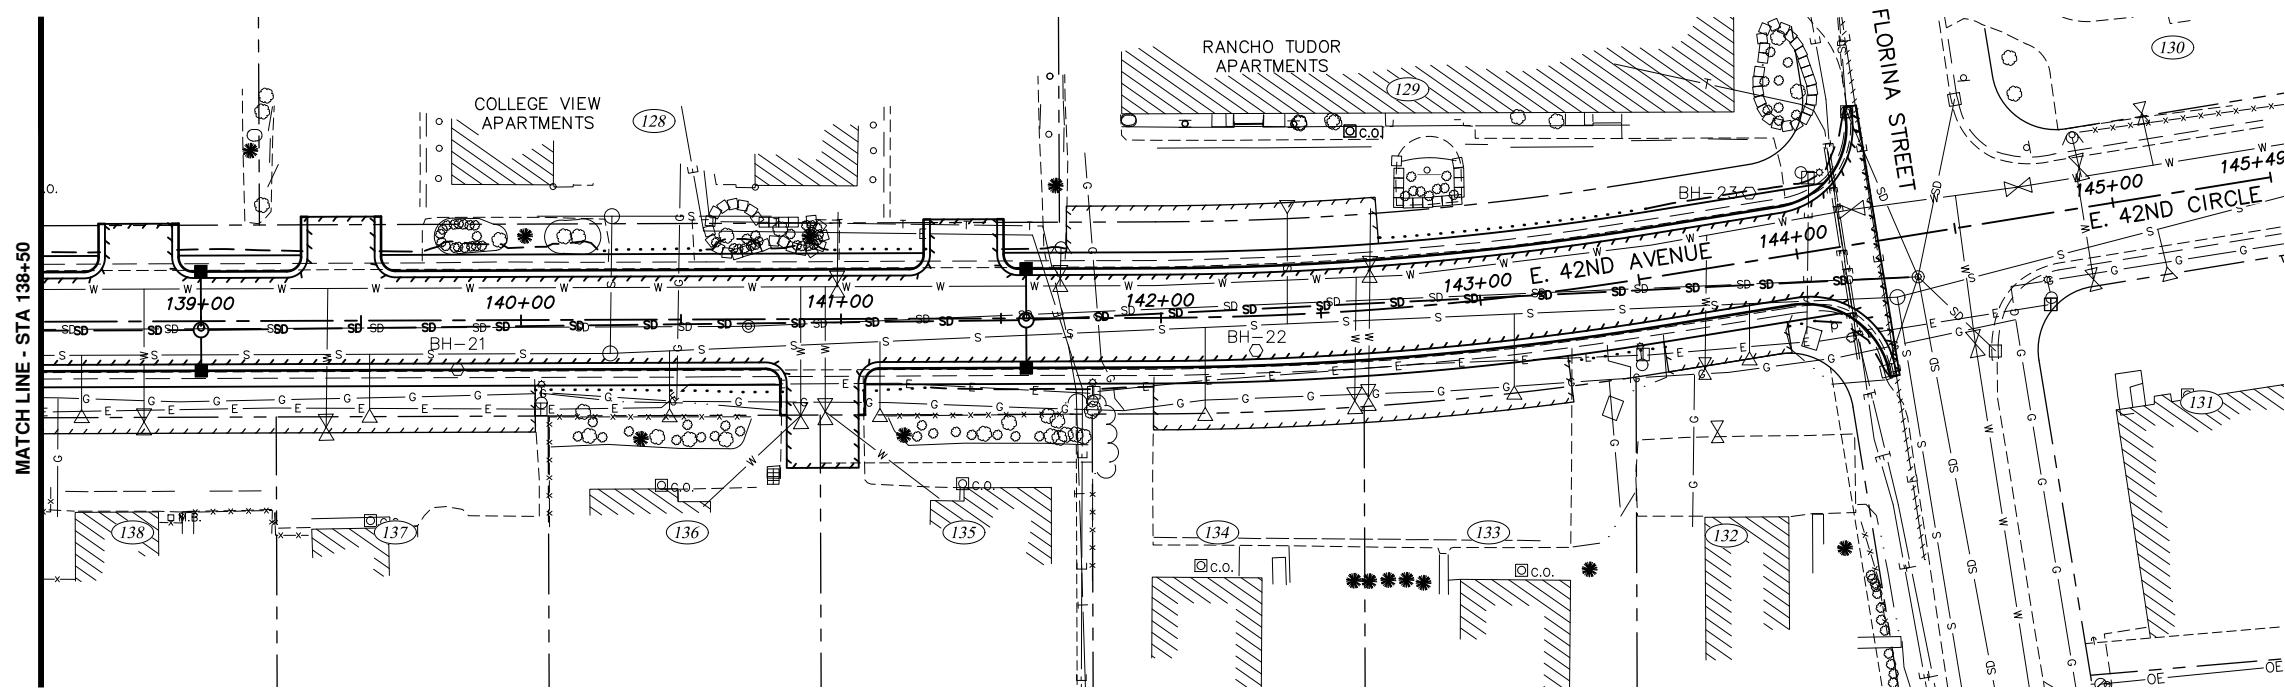 MATCH LINE - STA 138+50
COLLEGE VIEW
APARTMENTS
128
RANCHO TUDOR
APARTMENTS
129
C.O.
FLORINA STREET
130
145+49
145+00
E. 42ND CIRCLE
144+00
BH-23
E. 42ND AVENUE
143+00
142+00
141+00
140+00
139+00
BH-21
BH-22
131
C.O.
C.O.
M.B.
138
137
136
135
134
133
132
C.O.
C.O.
OE
OE